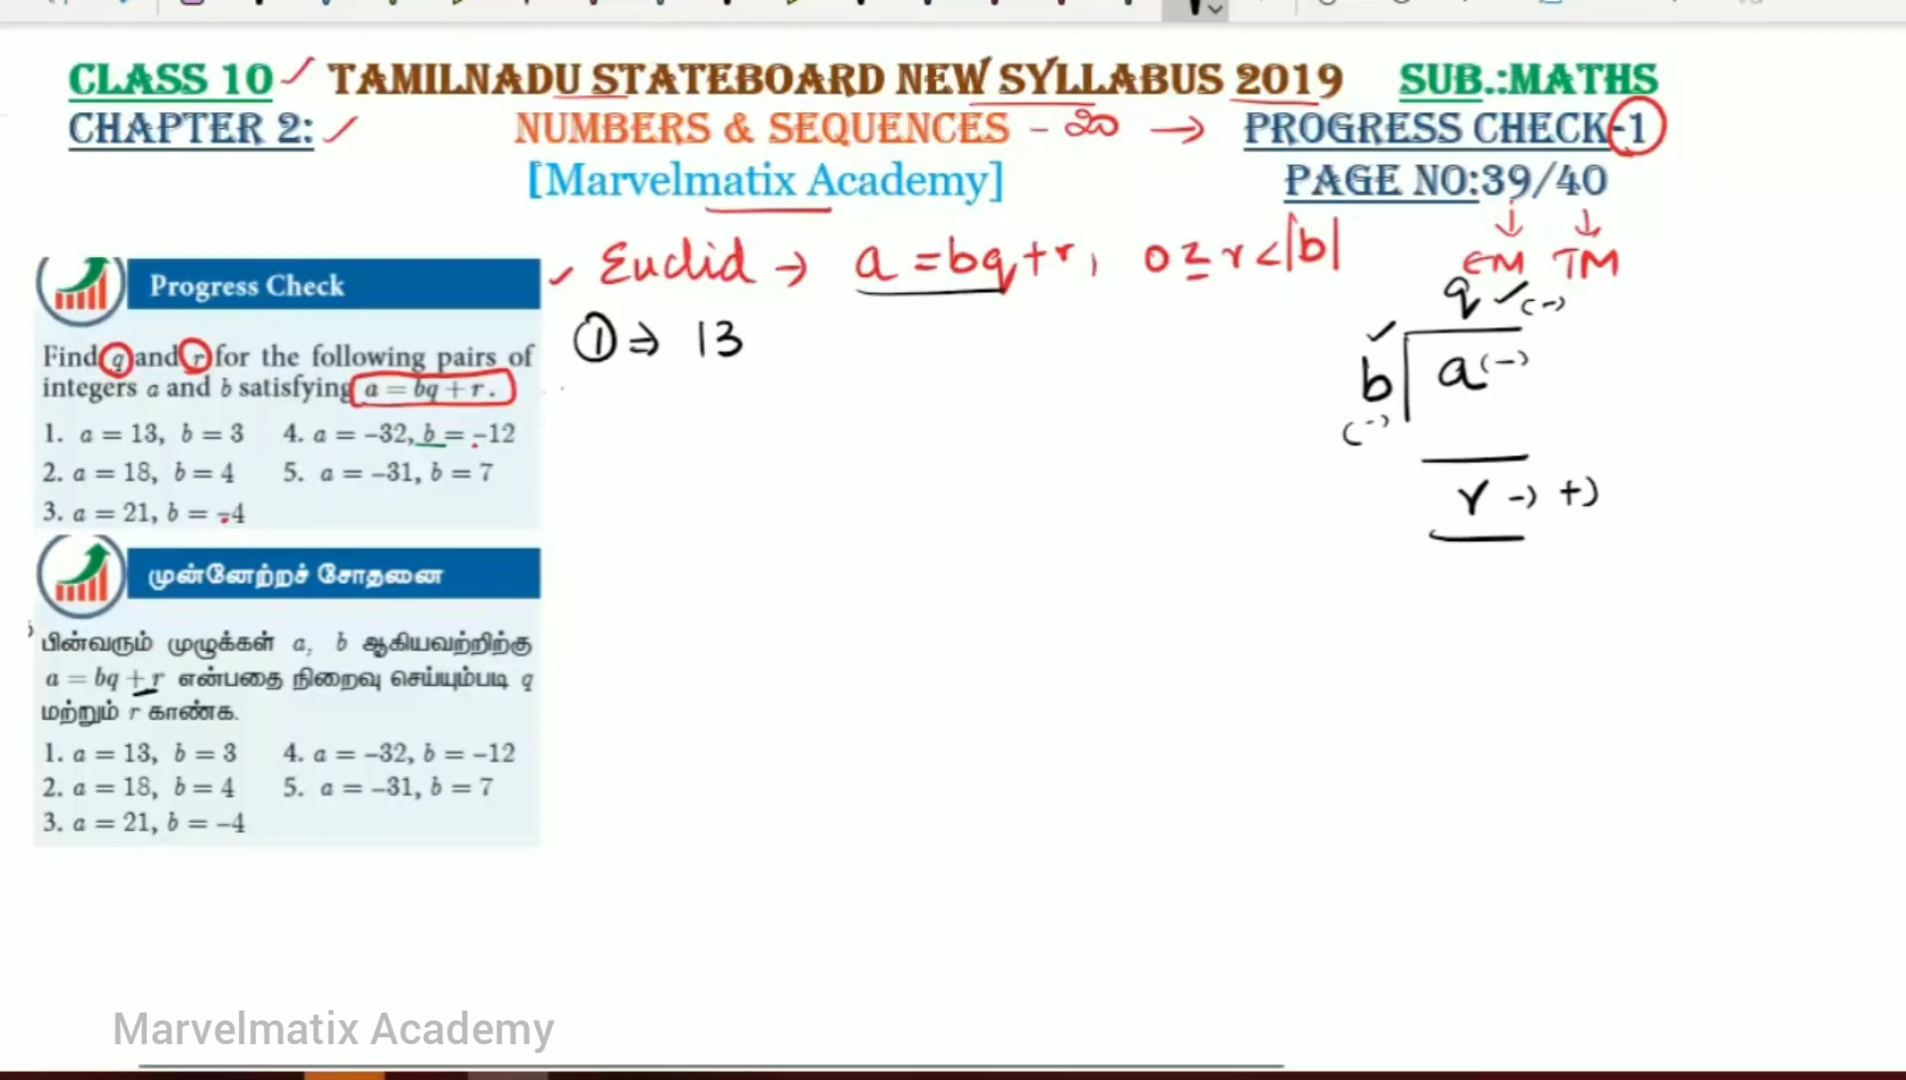 CLASS 10 TAMILNADU STATEBOARD NEW SYLLABUS 2019 SUB.:MATHS
CHAPTER 2: NUMBERS & SEQUENCES - 20 → PROGRESS CHECK-1
[Marvelmatix Academy] PAGE NO:39/40
↓ ↓
EM TM
✓ Euclid → a = bq + r, 0 ≥ r < |b|
① ⇒ 13
Progress Check
Find q and r for the following pairs of
integers a and b satisfying a = bq + r.
1. a = 13, b = 3 4. a = –32, b = –12
2. a = 18, b = 4 5. a = –31, b = 7
3. a = 21, b = –4
முன்னேற்றச் சோதனை
பின்வரும் முழுக்கள் a, b ஆகியவற்றிற்கு
a = bq + r என்பதை நிறைவு செய்யும்படி q
மற்றும் r காண்க.
1. a = 13, b = 3 4. a = –32, b = –12
2. a = 18, b = 4 5. a = –31, b = 7
3. a = 21, b = –4
q ✓ (-)
b a (-)
(-)
r → +)
Marvelmatix Academy